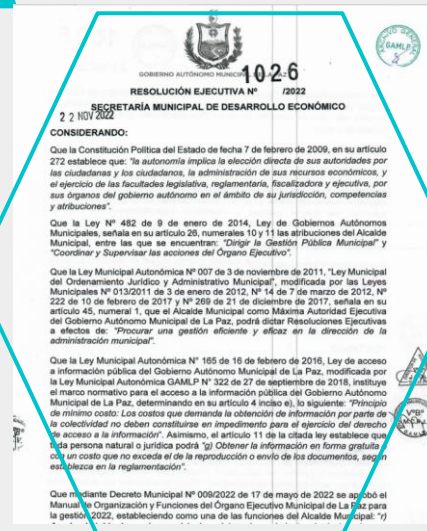 GOBIERNO AUTÓNOMO MUNICIPAL DE LA PAZ
1026
RESOLUCIÓN EJECUTIVA Nº /2022
SECRETARÍA MUNICIPAL DE DESARROLLO ECONÓMICO
22 NOV 2022
GAMLP
CONSIDERANDO:
Que la Constitución Política del Estado de fecha 7 de febrero de 2009, en su artículo
272 establece que: "la autonomía implica la elección directa de sus autoridades por
las ciudadanas y los ciudadanos, la administración de sus recursos económicos, y
el ejercicio de las facultades legislativa, reglamentaria, fiscalizadora y ejecutiva, por
sus órganos del gobierno autónomo en el ámbito de su jurisdicción, competencias
y atribuciones".
Que la Ley Nº 482 de 9 de enero de 2014, Ley de Gobiernos Autónomos
Municipales, señala en su artículo 26, numerales 10 y 11 las atribuciones del Alcalde
Municipal, entre las que se encuentran: "Dirigir la Gestión Pública Municipal" y
"Coordinar y Supervisar las acciones del Órgano Ejecutivo".
Que la Ley Municipal Autonómica Nº 007 de 3 de noviembre de 2011, "Ley Municipal
del Ordenamiento Jurídico y Administrativo Municipal", modificada por las Leyes
Municipales Nº 013/2011 de 3 de enero de 2012, Nº 14 de 7 de marzo de 2012, Nº
222 de 10 de febrero de 2017 y Nº 269 de 21 de diciembre de 2017, señala en su
artículo 45, numeral 1, que el Alcalde Municipal como Máxima Autoridad Ejecutiva
del Gobierno Autónomo Municipal de La Paz, podrá dictar Resoluciones Ejecutivas
a efectos de: "Procurar una gestión eficiente y eficaz en la dirección de la
administración municipal".
Que la Ley Municipal Autonómica N° 165 de 16 de febrero de 2016, Ley de acceso
a información pública del Gobierno Autónomo Municipal de La Paz, modificada por
la Ley Municipal Autonómica GAMLP N° 322 de 27 de septiembre de 2018, instituye
el marco normativo para el acceso a la información pública del Gobierno Autónomo
Municipal de La Paz, determinando en su artículo 4 inciso e), lo siguiente: "Principio
de mínimo costo: Los costos que demanda la obtención de información por parte de
la colectividad no deben constituirse en impedimento para el ejercicio del derecho
de acceso a la información". Asimismo, el artículo 11 de la citada ley establece que
toda persona natural o jurídica podrá "g) Obtener la información en forma gratuita o
con un costo que no exceda el de la reproducción o envío de los documentos, según
establezca en la reglamentación".
VºBº
Que mediante Decreto Municipal Nº 009/2022 de 17 de mayo de 2022 se aprobó el
Manual de Organización y Funciones del Órgano Ejecutivo Municipal de La Paz para
la gestión 2022, estableciendo como una de las funciones del Alcalde Municipal: "r)